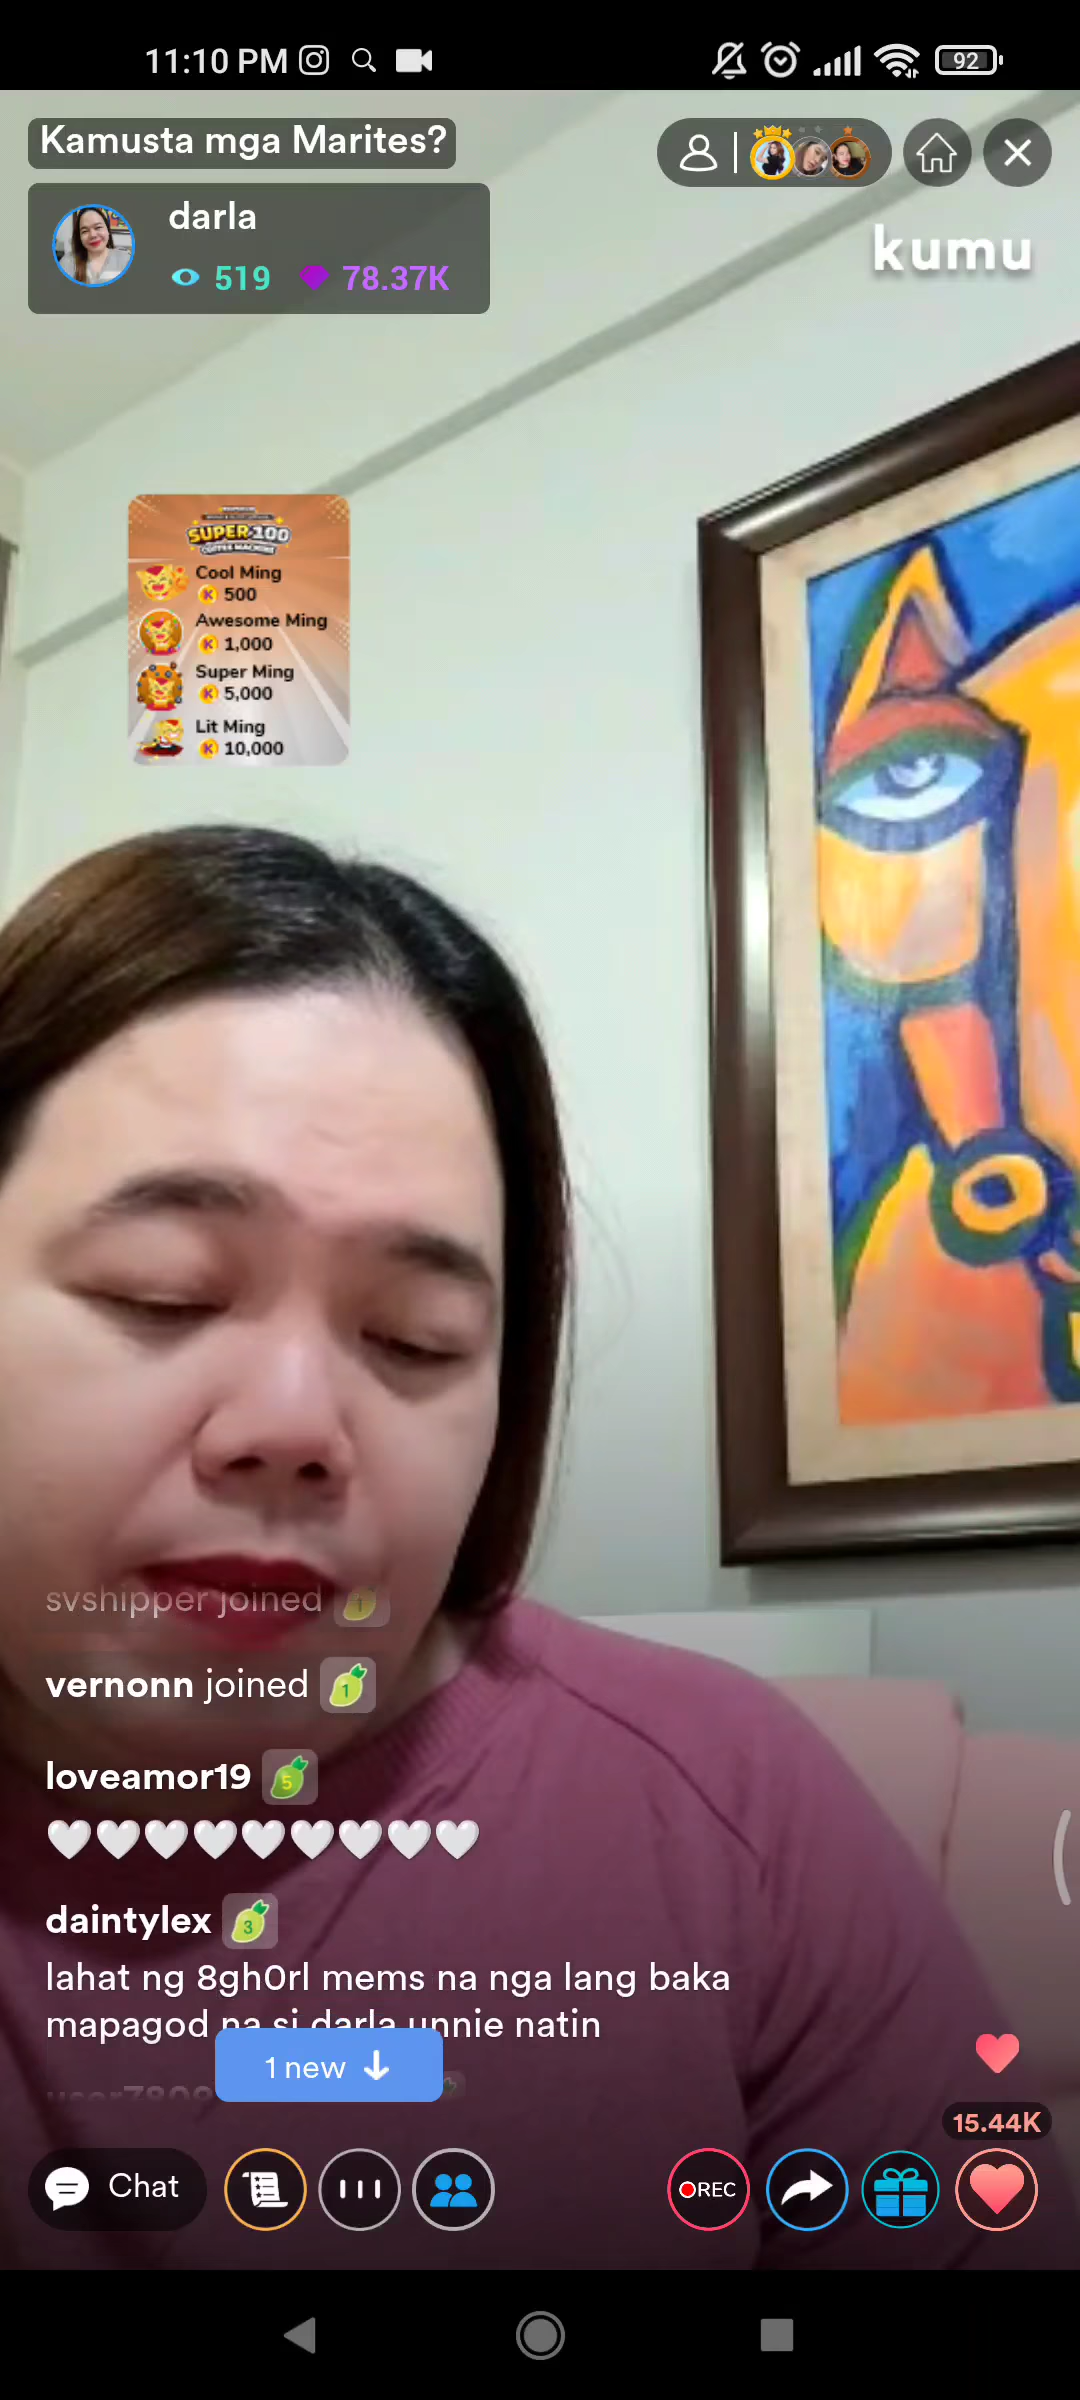 11:10 PM
92
Kamusta mga Marites?
darla
519 78.37K
kumu
SUPER 100
COFFEE MACHINE
Cool Ming
K 500
Awesome Ming
K 1,000
Super Ming
K 5,000
Lit Ming
K 10,000
svshipper joined 1
vernonn joined 1
loveamor19 5
🤍🤍🤍🤍🤍🤍🤍🤍🤍
daintylex 3
lahat ng 8gh0rl mems na nga lang baka
mapagod na si darla unnie natin
1 new ↓
15.44K
Chat
REC